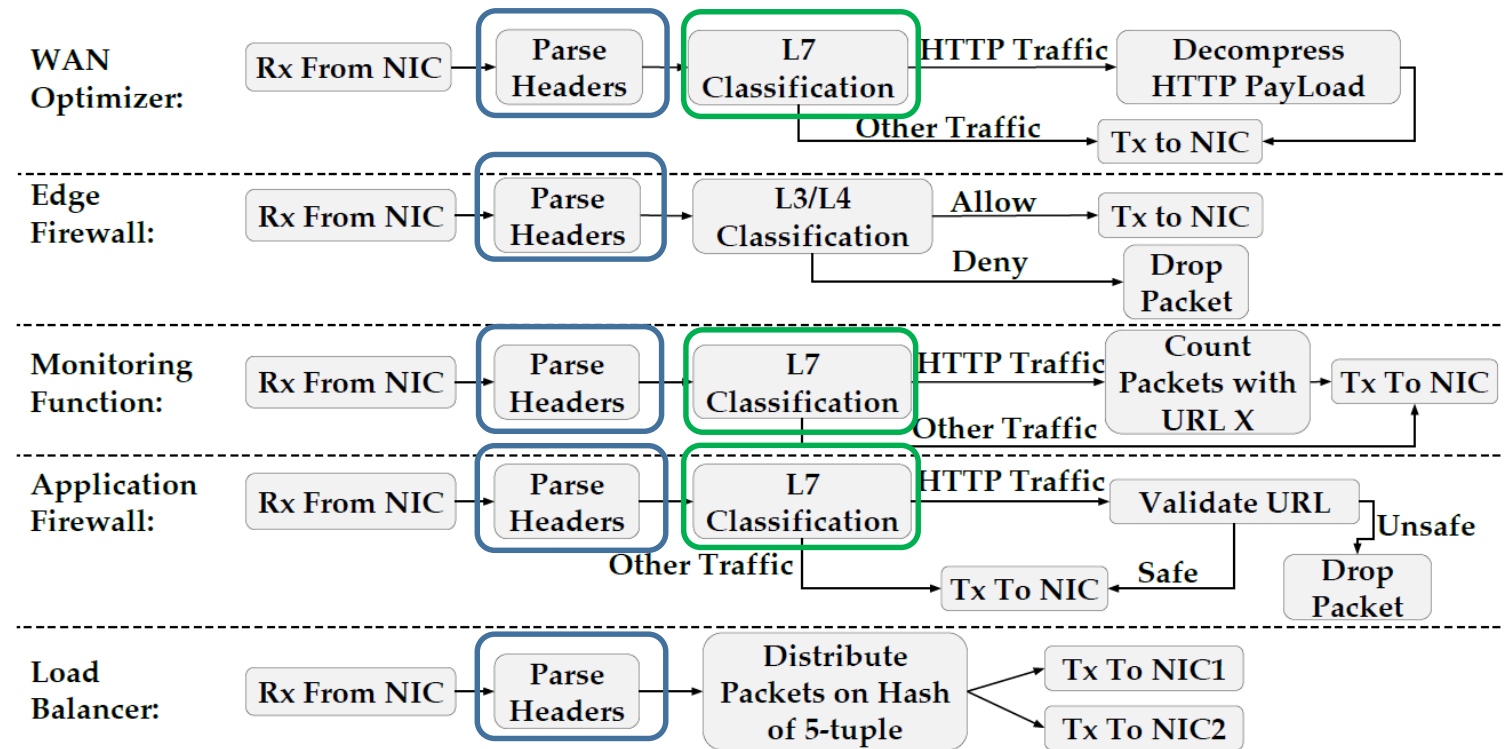 WAN
Optimizer:
Rx From NIC
Parse
Headers
L7
Classification
HTTP Traffic
Decompress
HTTP PayLoad
Other Traffic
Tx to NIC
Edge
Firewall:
Rx From NIC
Parse
Headers
L3/L4
Classification
Allow
Tx to NIC
Deny
Drop
Packet
Monitoring
Function:
Rx From NIC
Parse
Headers
L7
Classification
HTTP Traffic
Count
Packets with
URL X
Tx To NIC
Other Traffic
Application
Firewall:
Rx From NIC
Parse
Headers
L7
Classification
HTTP Traffic
Validate URL
Unsafe
Other Traffic
Tx To NIC
Safe
Drop
Packet
Load
Balancer:
Rx From NIC
Parse
Headers
Distribute
Packets on Hash
of 5-tuple
Tx To NIC1
Tx To NIC2